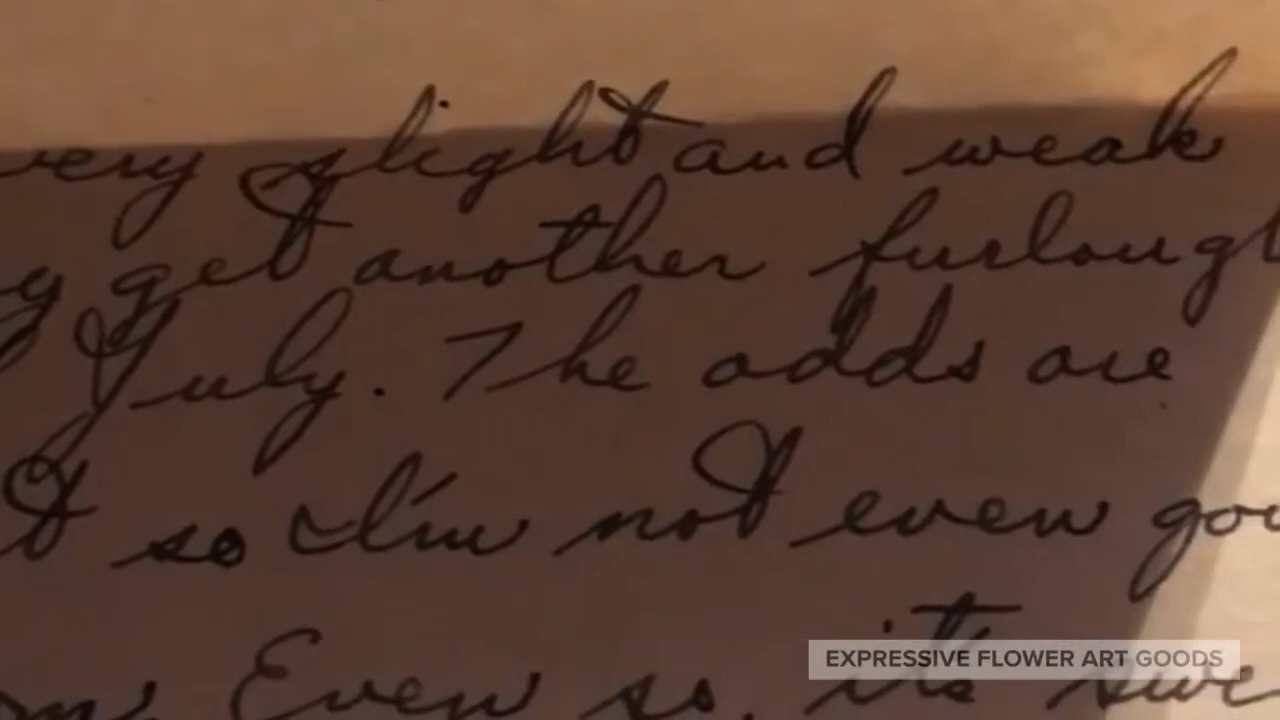 very slight and weak
get another furlough
July. The odds are
so I'm not even
Even so, it's
EXPRESSIVE FLOWER ART GOODS